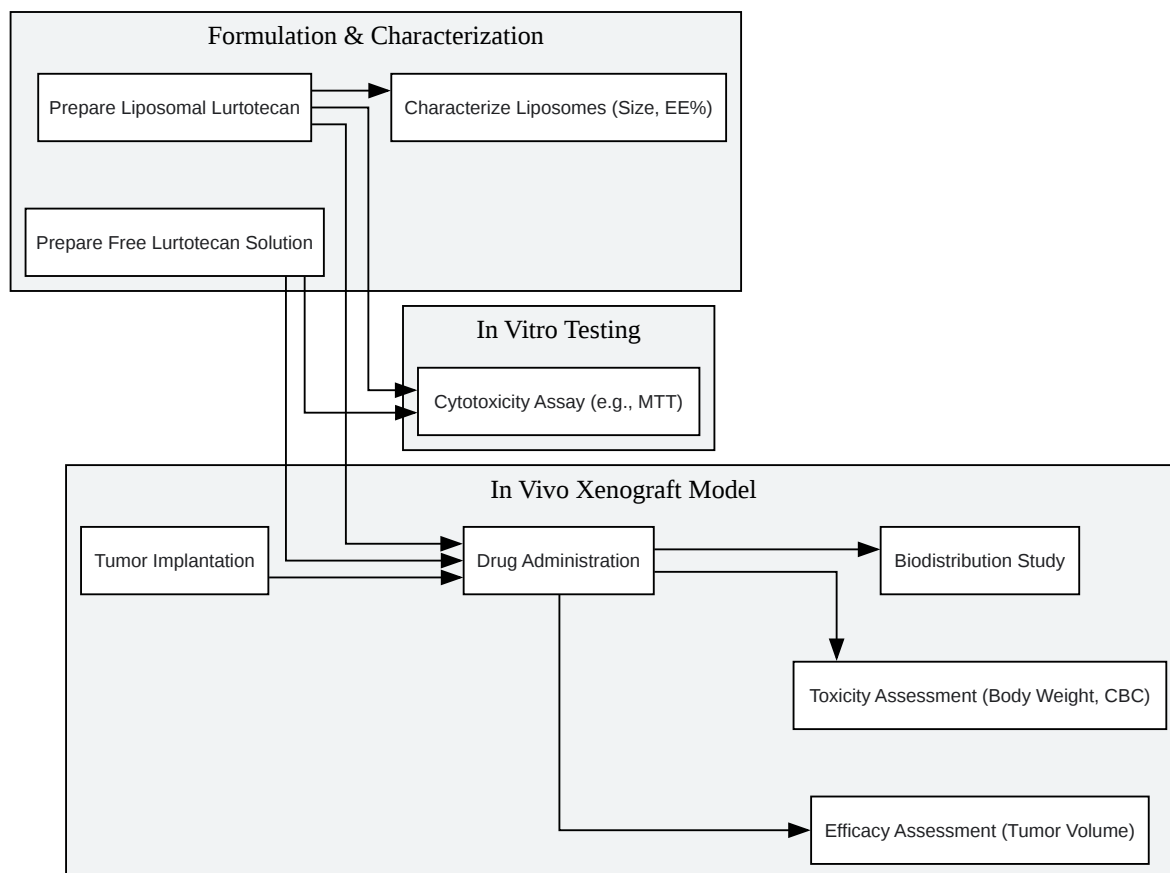 Formulation & Characterization
Prepare Liposomal Lurtotecan
Characterize Liposomes (Size, EE%)
Prepare Free Lurtotecan Solution
In Vitro Testing
Cytotoxicity Assay (e.g., MTT)
In Vivo Xenograft Model
Tumor Implantation
Drug Administration
Biodistribution Study
Toxicity Assessment (Body Weight, CBC)
Efficacy Assessment (Tumor Volume)